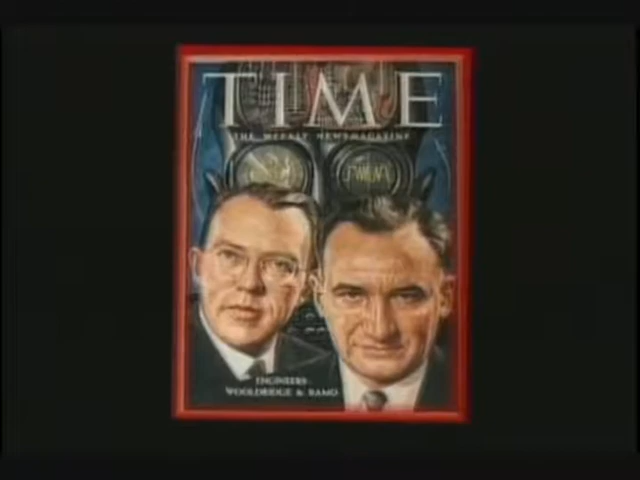 TIME
THE WEEKLY NEWSMAGAZINE
ENGINEERS
WOOLDRIDGE & RAMO